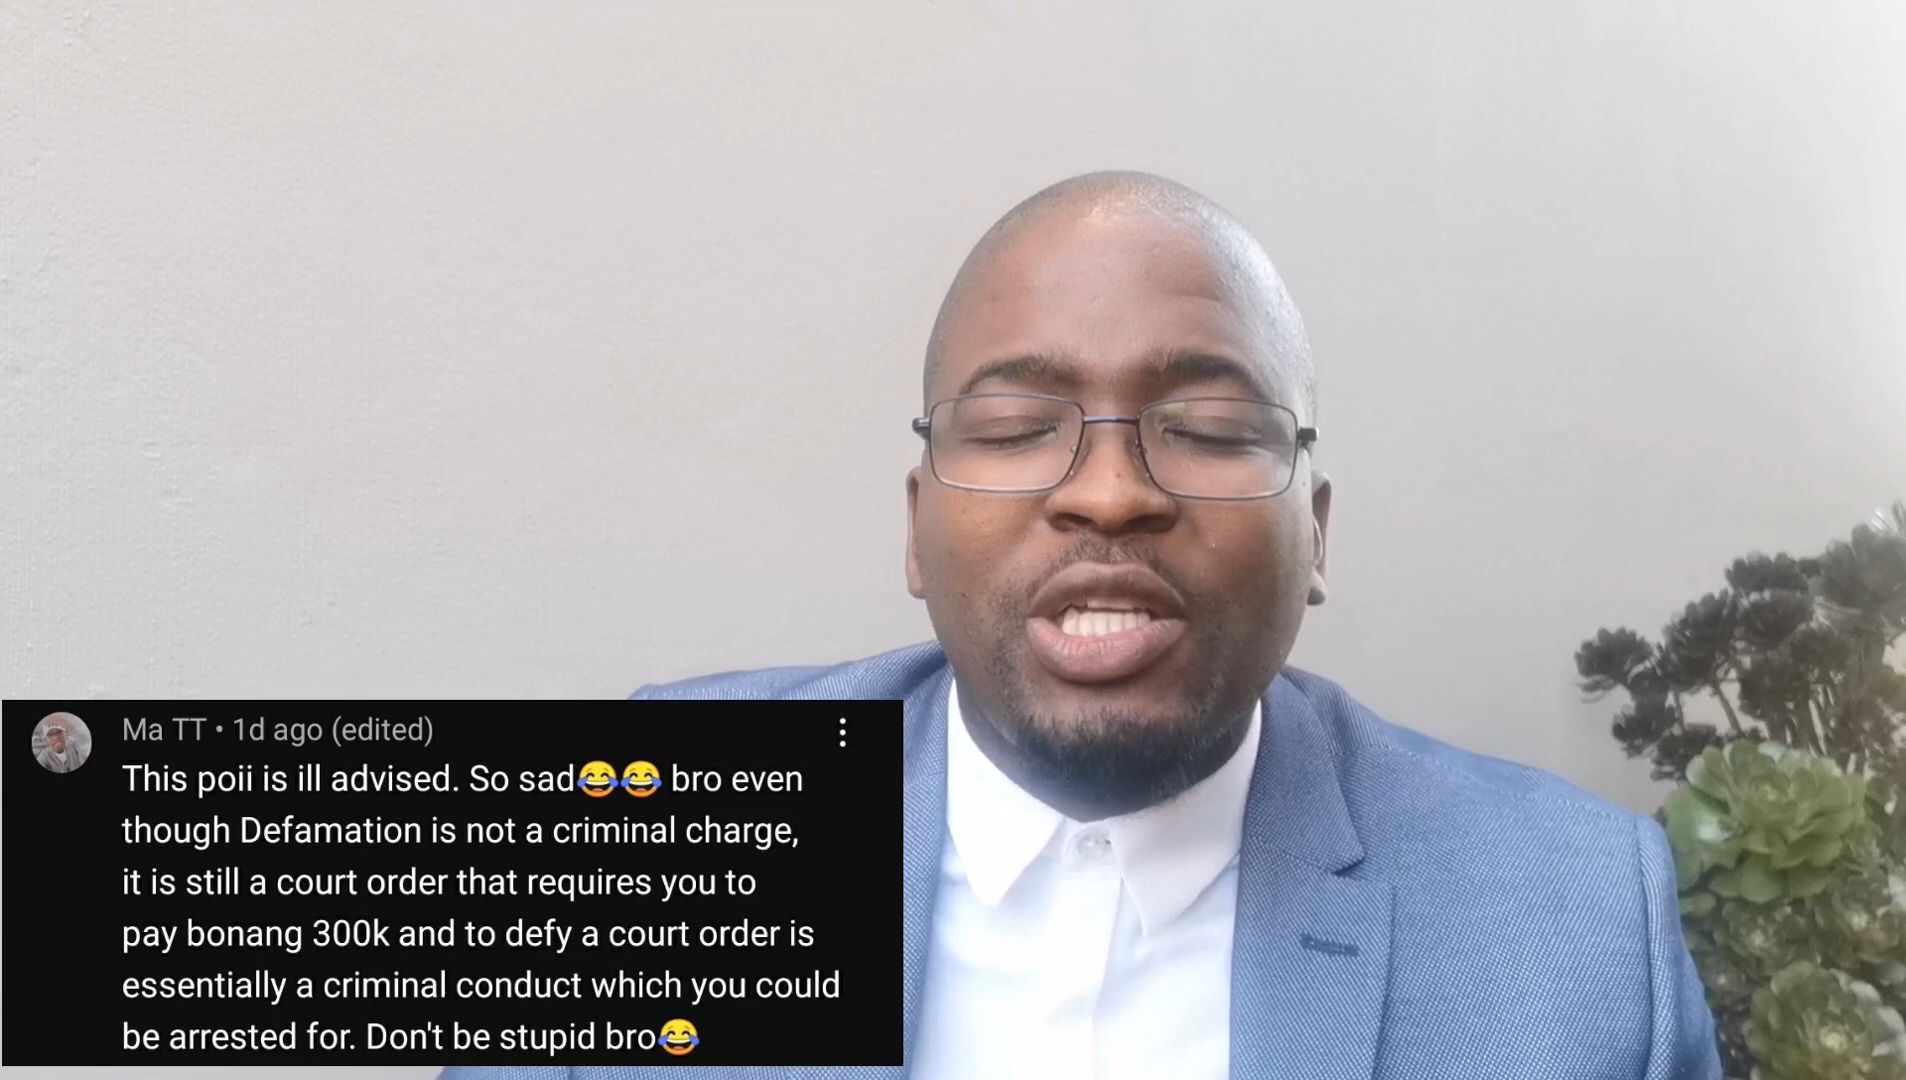 Ma TT • 1d ago (edited)
This poii is ill advised. So sad😂😂 bro even
though Defamation is not a criminal charge,
it is still a court order that requires you to
pay bonang 300k and to defy a court order is
essentially a criminal conduct which you could
be arrested for. Don't be stupid bro😂